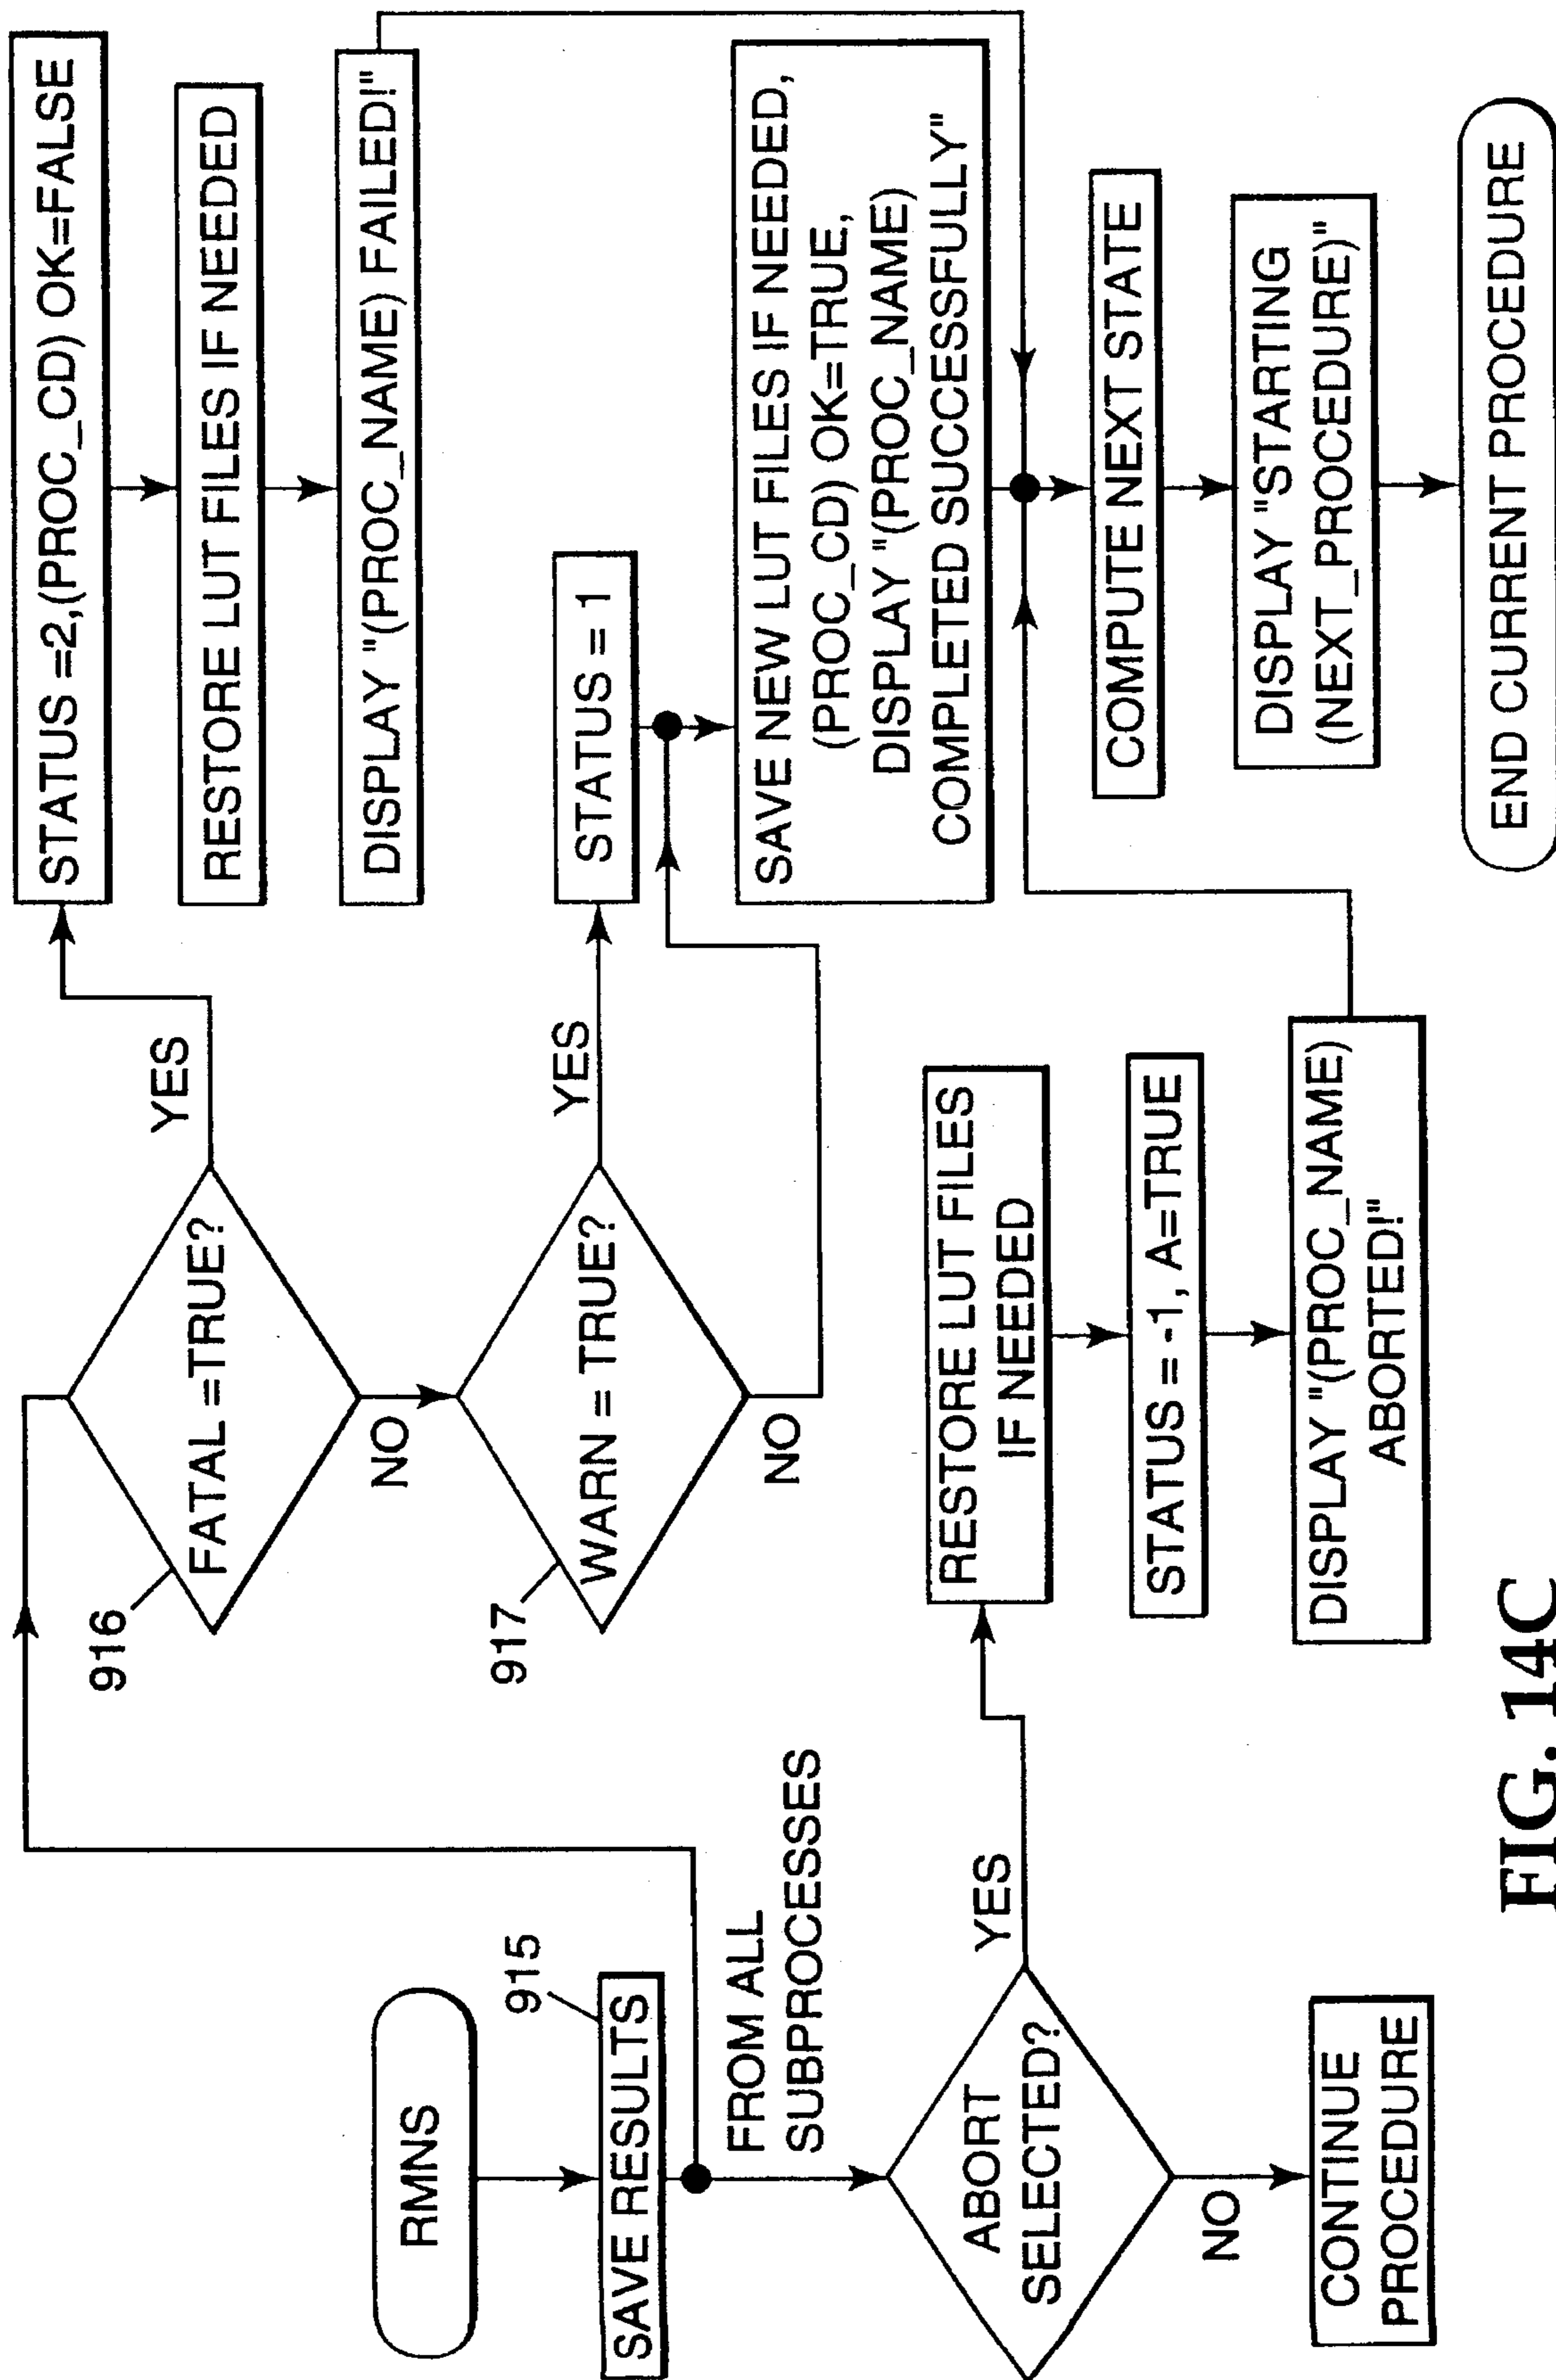 RMNS
915
SAVE RESULTS
FROM ALL
SUBPROCESSES
ABORT
SELECTED?
YES
NO
CONTINUE
PROCEDURE
916
FATAL =TRUE?
YES
NO
917
WARN = TRUE?
YES
NO
RESTORE LUT FILES
IF NEEDED
STATUS = -1, A=TRUE
DISPLAY "(PROC_NAME)
ABORTED!"
STATUS =2,(PROC_CD) OK=FALSE
RESTORE LUT FILES IF NEEDED
DISPLAY "(PROC_NAME) FAILED!"
STATUS = 1
SAVE NEW LUT FILES IF NEEDED,
(PROC_CD) OK=TRUE,
DISPLAY "(PROC_NAME)
COMPLETED SUCCESSFULLY"
COMPUTE NEXT STATE
DISPLAY "STARTING
(NEXT_PROCEDURE)"
END CURRENT PROCEDURE
FIG. 14C